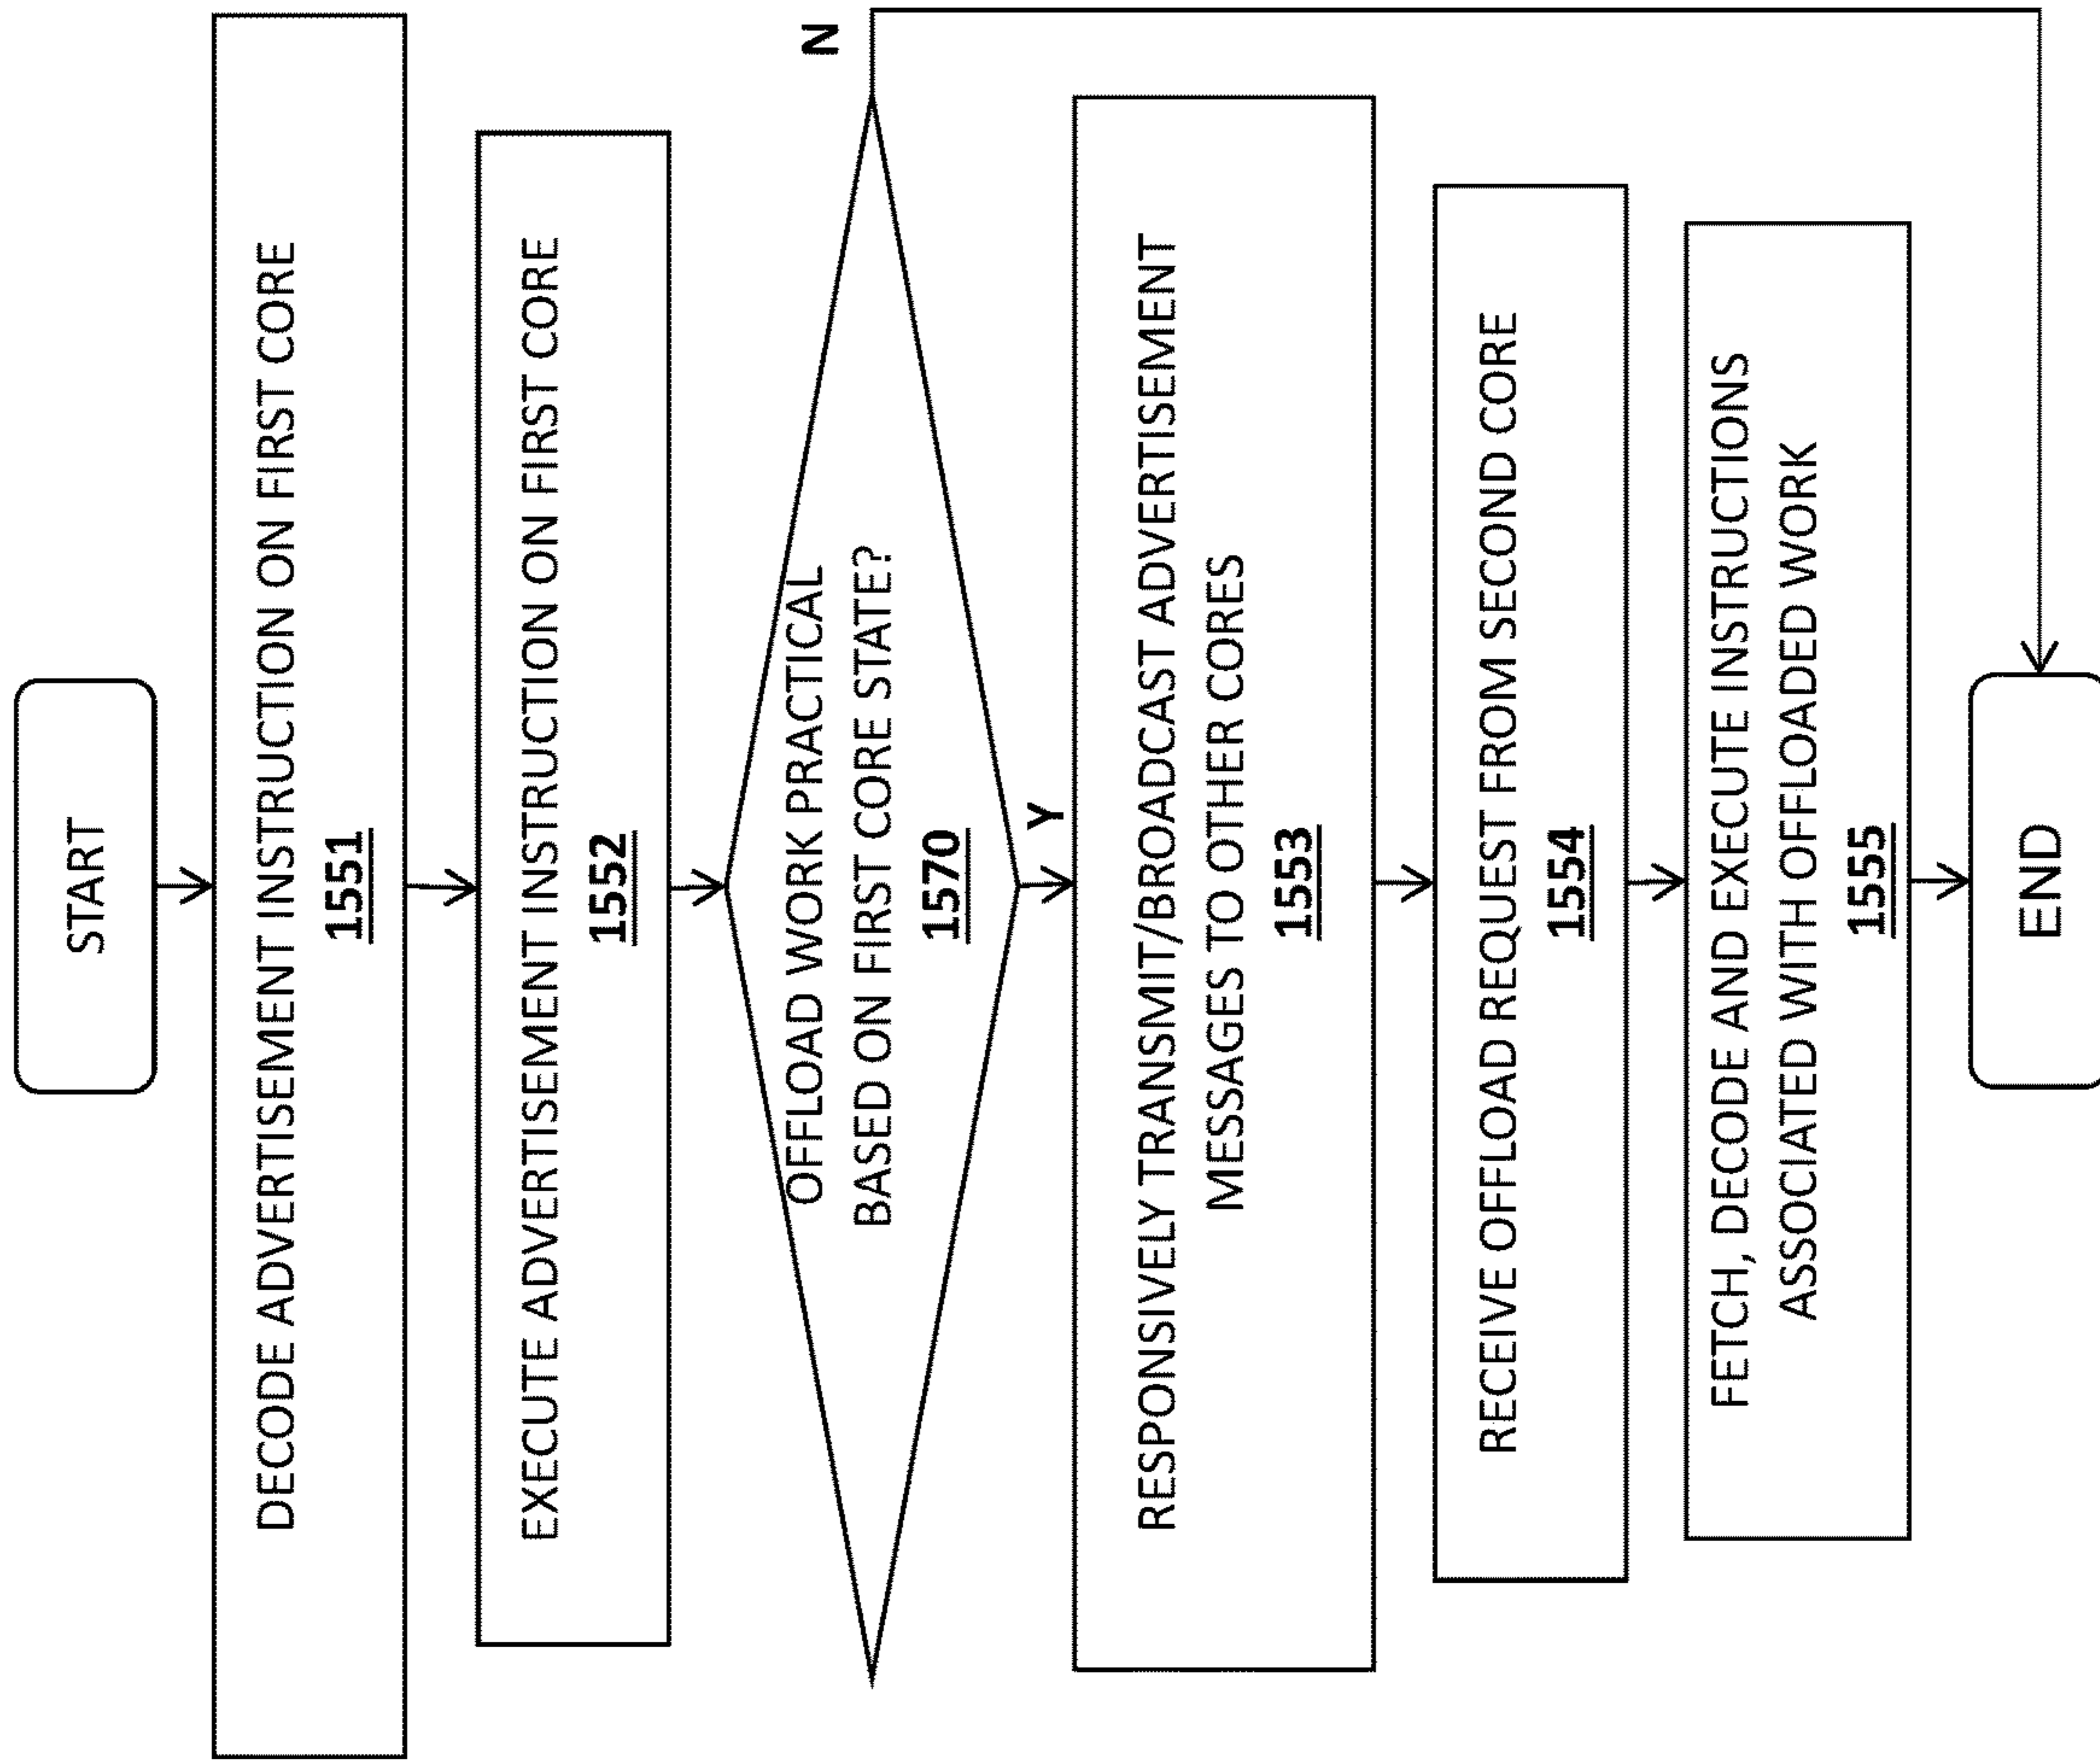 START
DECODE ADVERTISEMENT INSTRUCTION ON FIRST CORE
1551
EXECUTE ADVERTISEMENT INSTRUCTION ON FIRST CORE
1552
OFFLOAD WORK PRACTICAL
BASED ON FIRST CORE STATE?
1570
N
Y
RESPONSIVELY TRANSMIT/BROADCAST ADVERTISEMENT
MESSAGES TO OTHER CORES
1553
RECEIVE OFFLOAD REQUEST FROM SECOND CORE
1554
FETCH, DECODE AND EXECUTE INSTRUCTIONS
ASSOCIATED WITH OFFLOADED WORK
1555
END